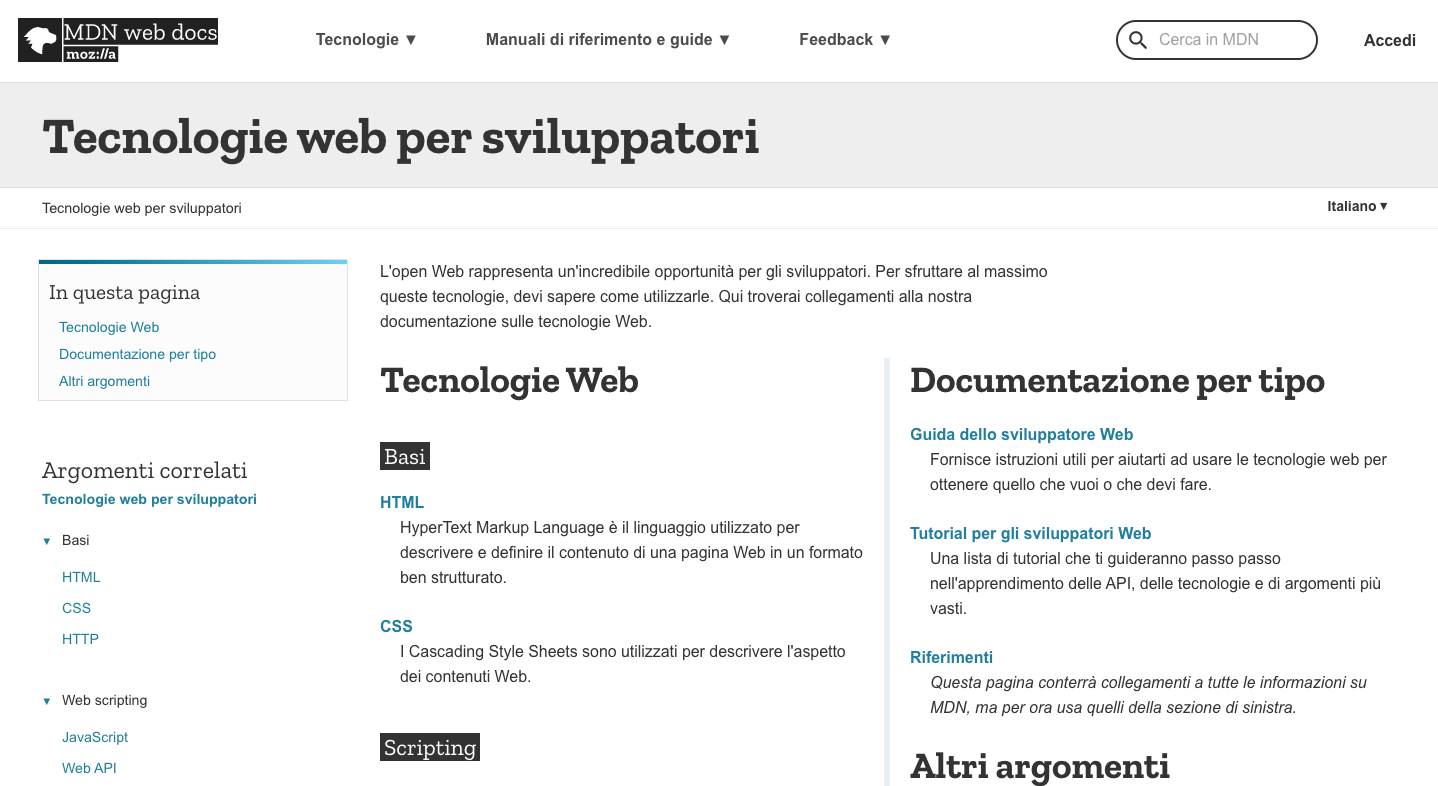 MDN web docs
moz://a
Tecnologie ▼
Manuali di riferimento e guide ▼
Feedback ▼
Cerca in MDN
Accedi
Tecnologie web per sviluppatori
Tecnologie web per sviluppatori
Italiano ▾
In questa pagina
Tecnologie Web
Documentazione per tipo
Altri argomenti
Argomenti correlati
Tecnologie web per sviluppatori
▾ Basi
HTML
CSS
HTTP
▾ Web scripting
JavaScript
Web API
L'open Web rappresenta un'incredibile opportunità per gli sviluppatori. Per sfruttare al massimo
queste tecnologie, devi sapere come utilizzarle. Qui troverai collegamenti alla nostra
documentazione sulle tecnologie Web.
Tecnologie Web
Basi
HTML
HyperText Markup Language è il linguaggio utilizzato per
descrivere e definire il contenuto di una pagina Web in un formato
ben strutturato.
CSS
I Cascading Style Sheets sono utilizzati per descrivere l'aspetto
dei contenuti Web.
Scripting
Documentazione per tipo
Guida dello sviluppatore Web
Fornisce istruzioni utili per aiutarti ad usare le tecnologie web per
ottenere quello che vuoi o che devi fare.
Tutorial per gli sviluppatori Web
Una lista di tutorial che ti guideranno passo passo
nell'apprendimento delle API, delle tecnologie e di argomenti più
vasti.
Riferimenti
Questa pagina conterrà collegamenti a tutte le informazioni su
MDN, ma per ora usa quelli della sezione di sinistra.
Altri argomenti